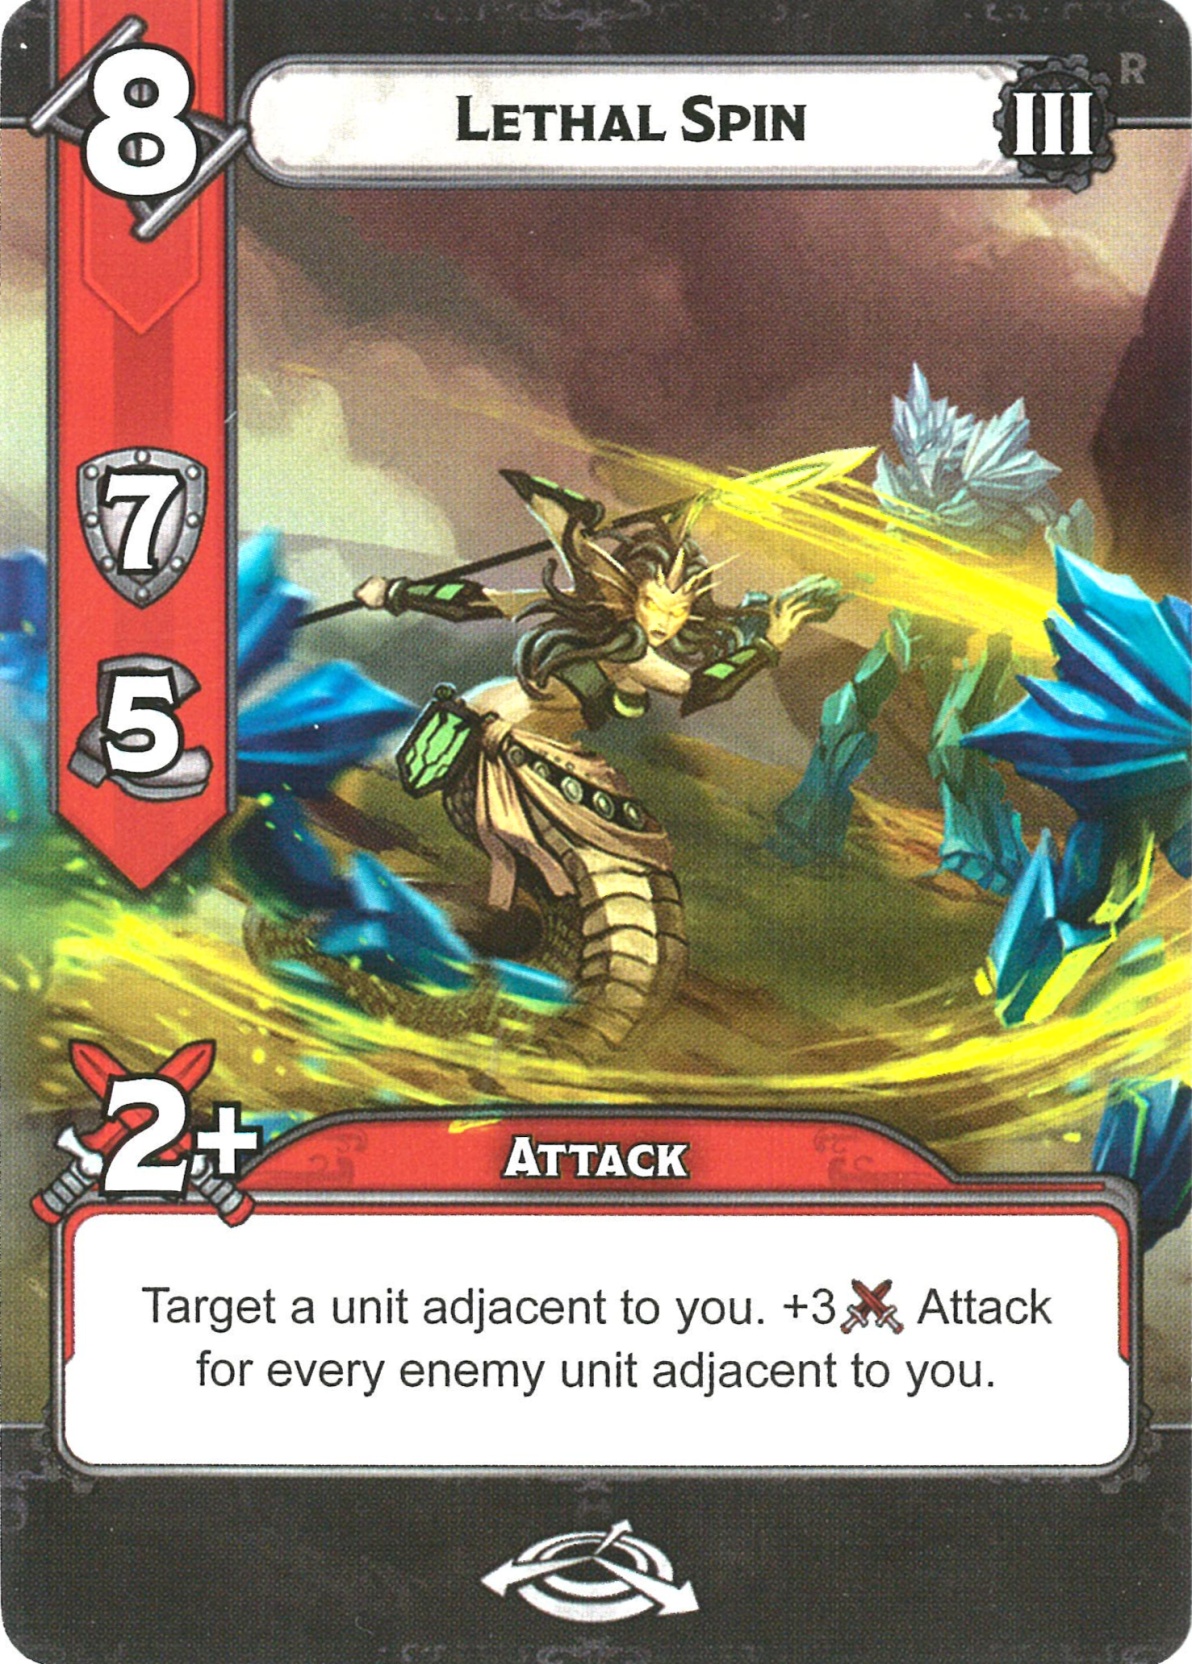 R
8
LETHAL SPIN
III
7
5
2+
ATTACK
Target a unit adjacent to you. +3 Attack
for every enemy unit adjacent to you.